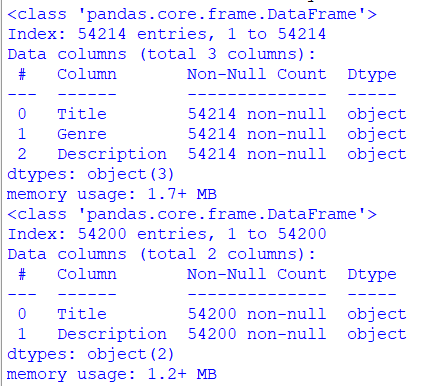 <class 'pandas.core.frame.DataFrame'>
Index: 54214 entries, 1 to 54214
Data columns (total 3 columns):
 #   Column       Non-Null Count  Dtype
---  ------       --------------  -----
 0   Title        54214 non-null  object
 1   Genre        54214 non-null  object
 2   Description  54214 non-null  object
dtypes: object(3)
memory usage: 1.7+ MB
<class 'pandas.core.frame.DataFrame'>
Index: 54200 entries, 1 to 54200
Data columns (total 2 columns):
 #   Column       Non-Null Count  Dtype
---  ------       --------------  -----
 0   Title        54200 non-null  object
 1   Description  54200 non-null  object
dtypes: object(2)
memory usage: 1.2+ MB